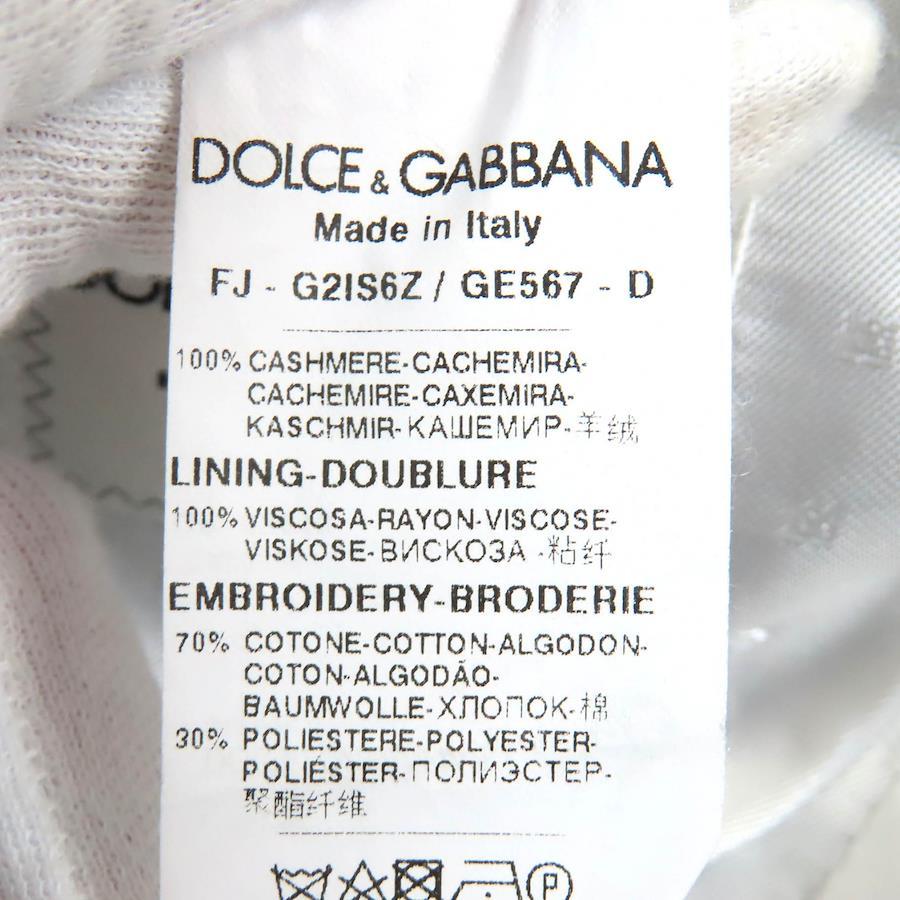 DOLCE & GABBANA
Made in Italy
FJ - G2IS6Z / GE567 - D
100% CASHMERE-CACHEMIRA-
CACHEMIRE-CAXEMIRA-
KASCHMIR-КАШЕМИР-羊绒
LINING-DOUBLURE
100% VISCOSA-RAYON-VISCOSE-
VISKOSE-ВИСКОЗА -粘纤
EMBROIDERY-BRODERIE
70% COTONE-COTTON-ALGODON-
COTON-ALGODÃO-
BAUMWOLLE-ХЛОПОК-棉
30% POLIESTERE-POLYESTER-
POLIÉSTER-ПОЛИЭСТЕР-
聚酯纤维
P